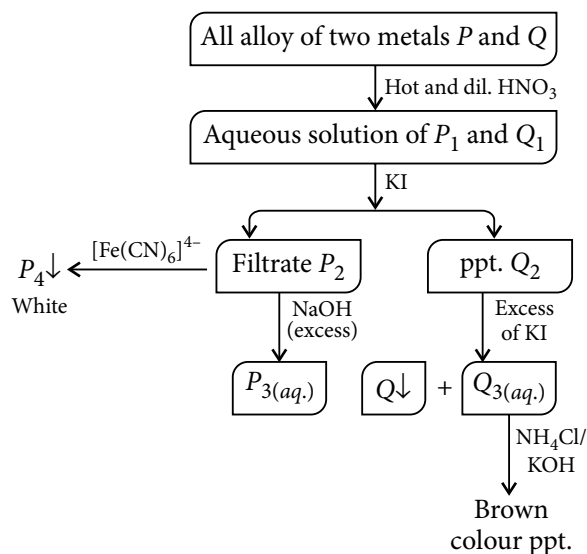 All alloy of two metals P and Q
Hot and dil. HNO₃
Aqueous solution of P₁ and Q₁
KI
[Fe(CN)₆]⁴⁻
P₄↓
White
Filtrate P₂
ppt. Q₂
NaOH
(excess)
Excess
of KI
P₃(aq.)
Q↓ + Q₃(aq.)
NH₄Cl/
KOH
Brown
colour ppt.